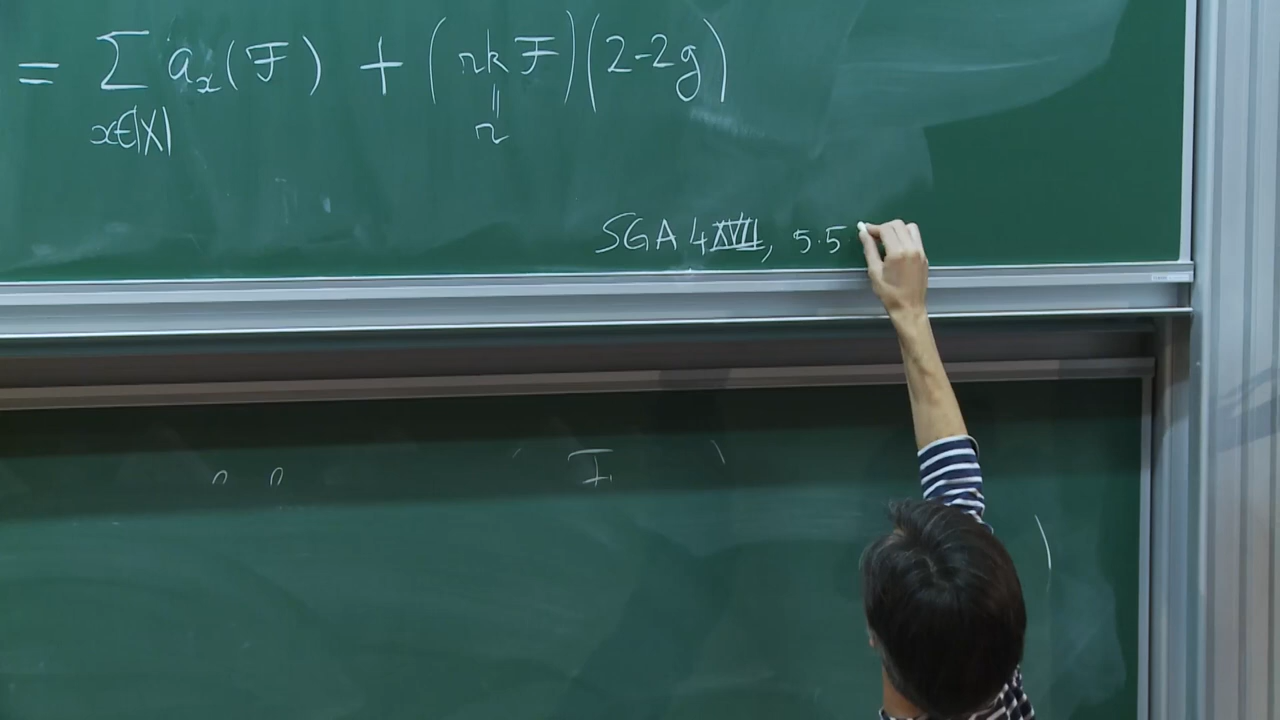 = ∑ aₓ(ℱ) + (rk ℱ)(2-2g)
x∈|X|
||
r
SGA 4 XVII, 5.5